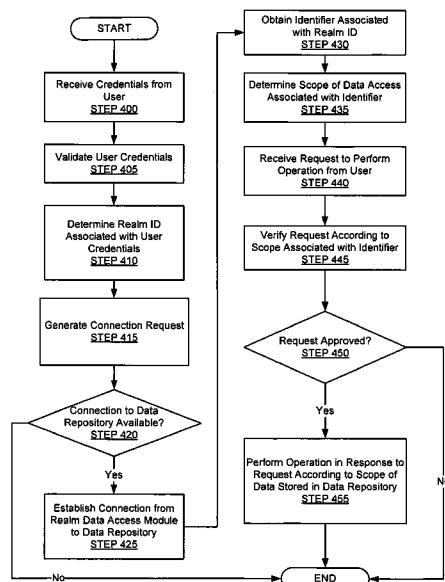 START
Receive Credentials from
User
STEP 400
Validate User Credentials
STEP 405
Determine Realm ID
Associated with User
Credentials
STEP 410
Generate Connection Request
STEP 415
Connection to Data
Repository Available?
STEP 420
Yes
Establish Connection from
Realm Data Access Module
to Data Repository
STEP 425
No
Obtain Identifier Associated
with Realm ID
STEP 430
Determine Scope of Data Access
Associated with Identifier
STEP 435
Receive Request to Perform
Operation from User
STEP 440
Verify Request According to
Scope Associated with Identifier
STEP 445
Request Approved?
STEP 450
Yes
Perform Operation in Response to
Request According to Scope of
Data Stored in Data Repository
STEP 455
END